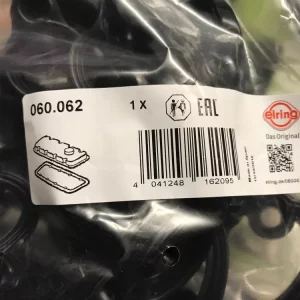 060.062 1 x EAC
elring
Das Original
4 041248 162095